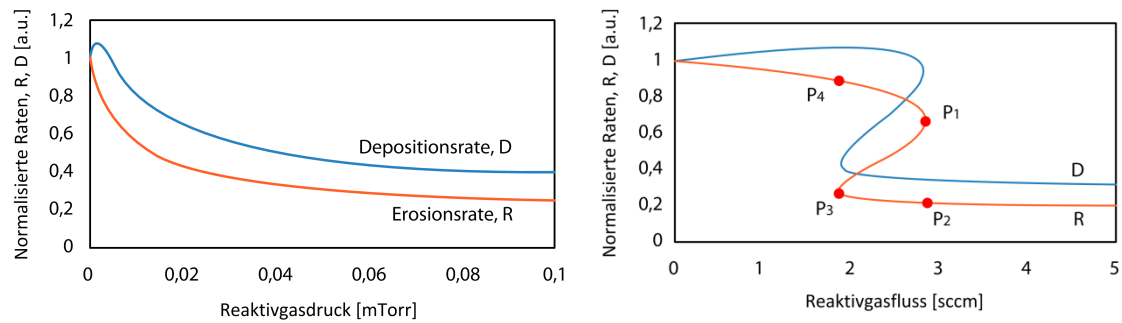 Normalisierte Raten, R, D [a.u.]
1,2
1
0,8
0,6
0,4
0,2
0
Depositionsrate, D
Erosionsrate, R
0
0,02
0,04
0,06
0,08
0,1
Reaktivgasdruck [mTorr]
Normalisierte Raten, R, D [a.u.]
1,2
1
0,8
0,6
0,4
0,2
0
P4
P1
P3
P2
D
R
0
1
2
3
4
5
Reaktivgasfluss [sccm]